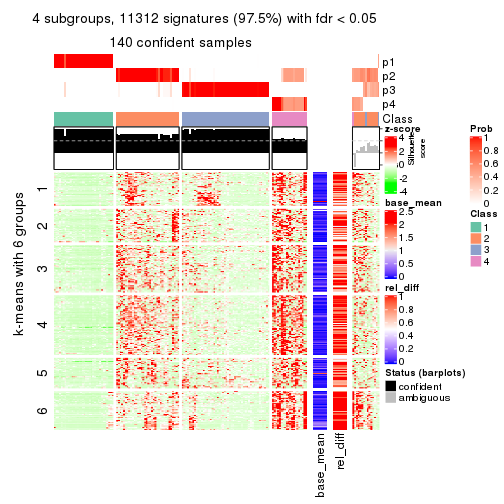 4 subgroups, 11312 signatures (97.5%) with fdr < 0.05
140 confident samples
p1
p2
p3
p4
Class
z-score
4
2
0
-2
-4
Silhouette
score
base_mean
2.5
2
1.5
1
0.5
0
rel_diff
1
0.8
0.6
0.4
0.2
0
Status (barplots)
confident
ambiguous
Prob
1
0.8
0.6
0.4
0.2
0
Class
1
2
3
4
k-means with 6 groups
1
2
3
4
5
6
base_mean
rel_diff